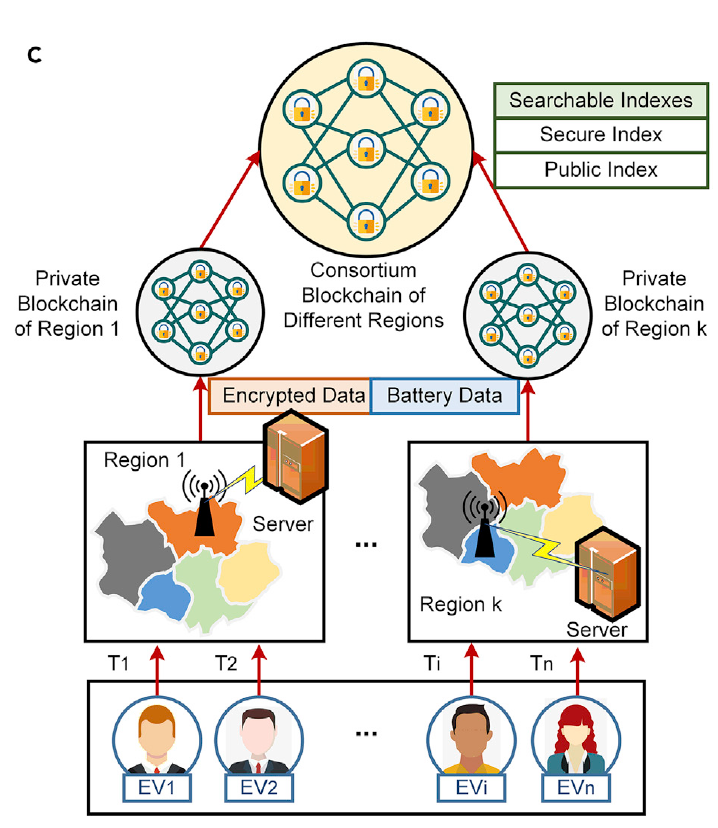 C
Searchable Indexes
Secure Index
Public Index
Private
Blockchain
of Region 1
Consortium
Blockchain of
Different Regions
Private
Blockchain
of Region k
Encrypted Data
Battery Data
Region 1
Server
...
Region k
Server
T1
T2
Ti
Tn
...
EV1
EV2
EVi
EVn